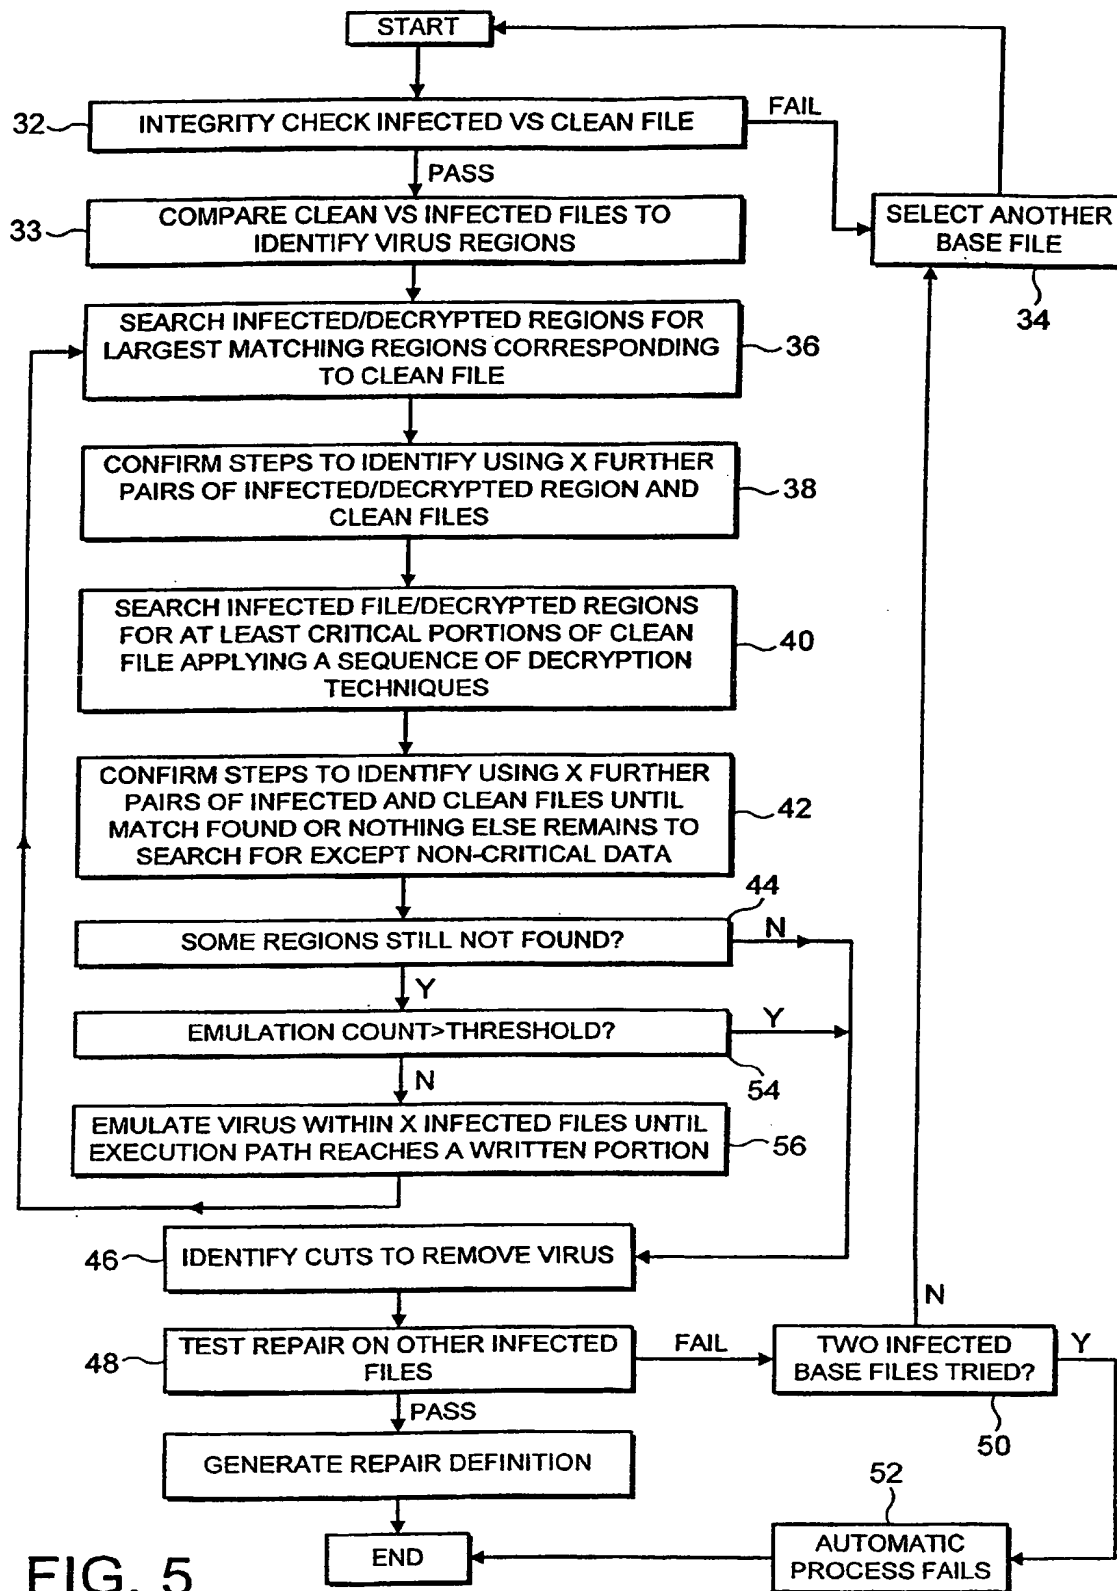 START
32
INTEGRITY CHECK INFECTED VS CLEAN FILE
FAIL
PASS
33
COMPARE CLEAN VS INFECTED FILES TO
IDENTIFY VIRUS REGIONS
SELECT ANOTHER
BASE FILE
34
SEARCH INFECTED/DECRYPTED REGIONS FOR
LARGEST MATCHING REGIONS CORRESPONDING
TO CLEAN FILE
36
CONFIRM STEPS TO IDENTIFY USING X FURTHER
PAIRS OF INFECTED/DECRYPTED REGION AND
CLEAN FILES
38
SEARCH INFECTED FILE/DECRYPTED REGIONS
FOR AT LEAST CRITICAL PORTIONS OF CLEAN
FILE APPLYING A SEQUENCE OF DECRYPTION
TECHNIQUES
40
CONFIRM STEPS TO IDENTIFY USING X FURTHER
PAIRS OF INFECTED AND CLEAN FILES UNTIL
MATCH FOUND OR NOTHING ELSE REMAINS TO
SEARCH FOR EXCEPT NON-CRITICAL DATA
42
44
SOME REGIONS STILL NOT FOUND?
N
Y
EMULATION COUNT>THRESHOLD?
Y
54
N
EMULATE VIRUS WITHIN X INFECTED FILES UNTIL
EXECUTION PATH REACHES A WRITTEN PORTION
56
46
IDENTIFY CUTS TO REMOVE VIRUS
N
48
TEST REPAIR ON OTHER INFECTED
FILES
FAIL
TWO INFECTED
BASE FILES TRIED?
Y
50
PASS
GENERATE REPAIR DEFINITION
52
END
AUTOMATIC
PROCESS FAILS
FIG. 5